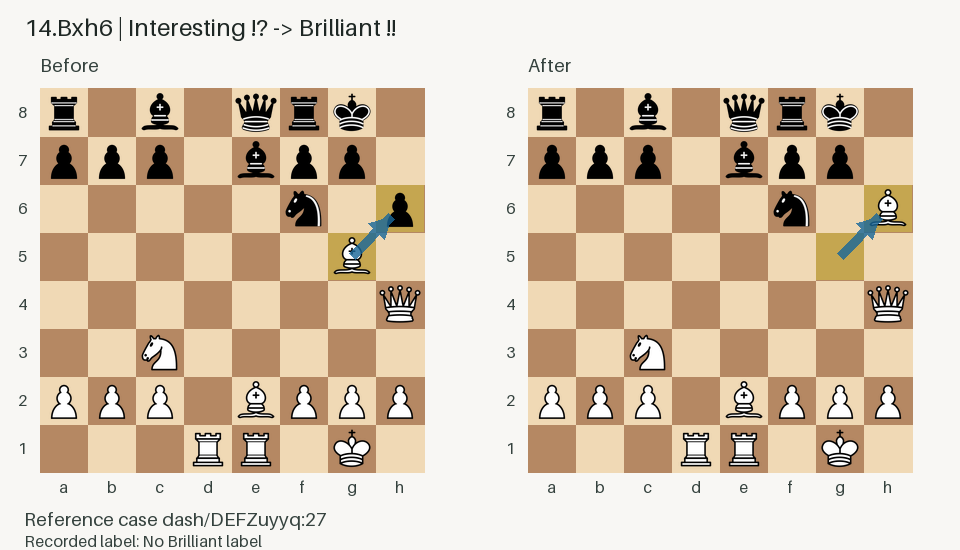 14.Bxh6 | Interesting !? -> Brilliant !!
Before After
8 8
7 7
6 6
5 5
4 4
3 3
2 2
1 1
a b c d e f g h a b c d e f g h
Reference case dash/DEFZuyyq:27
Recorded label: No Brilliant label